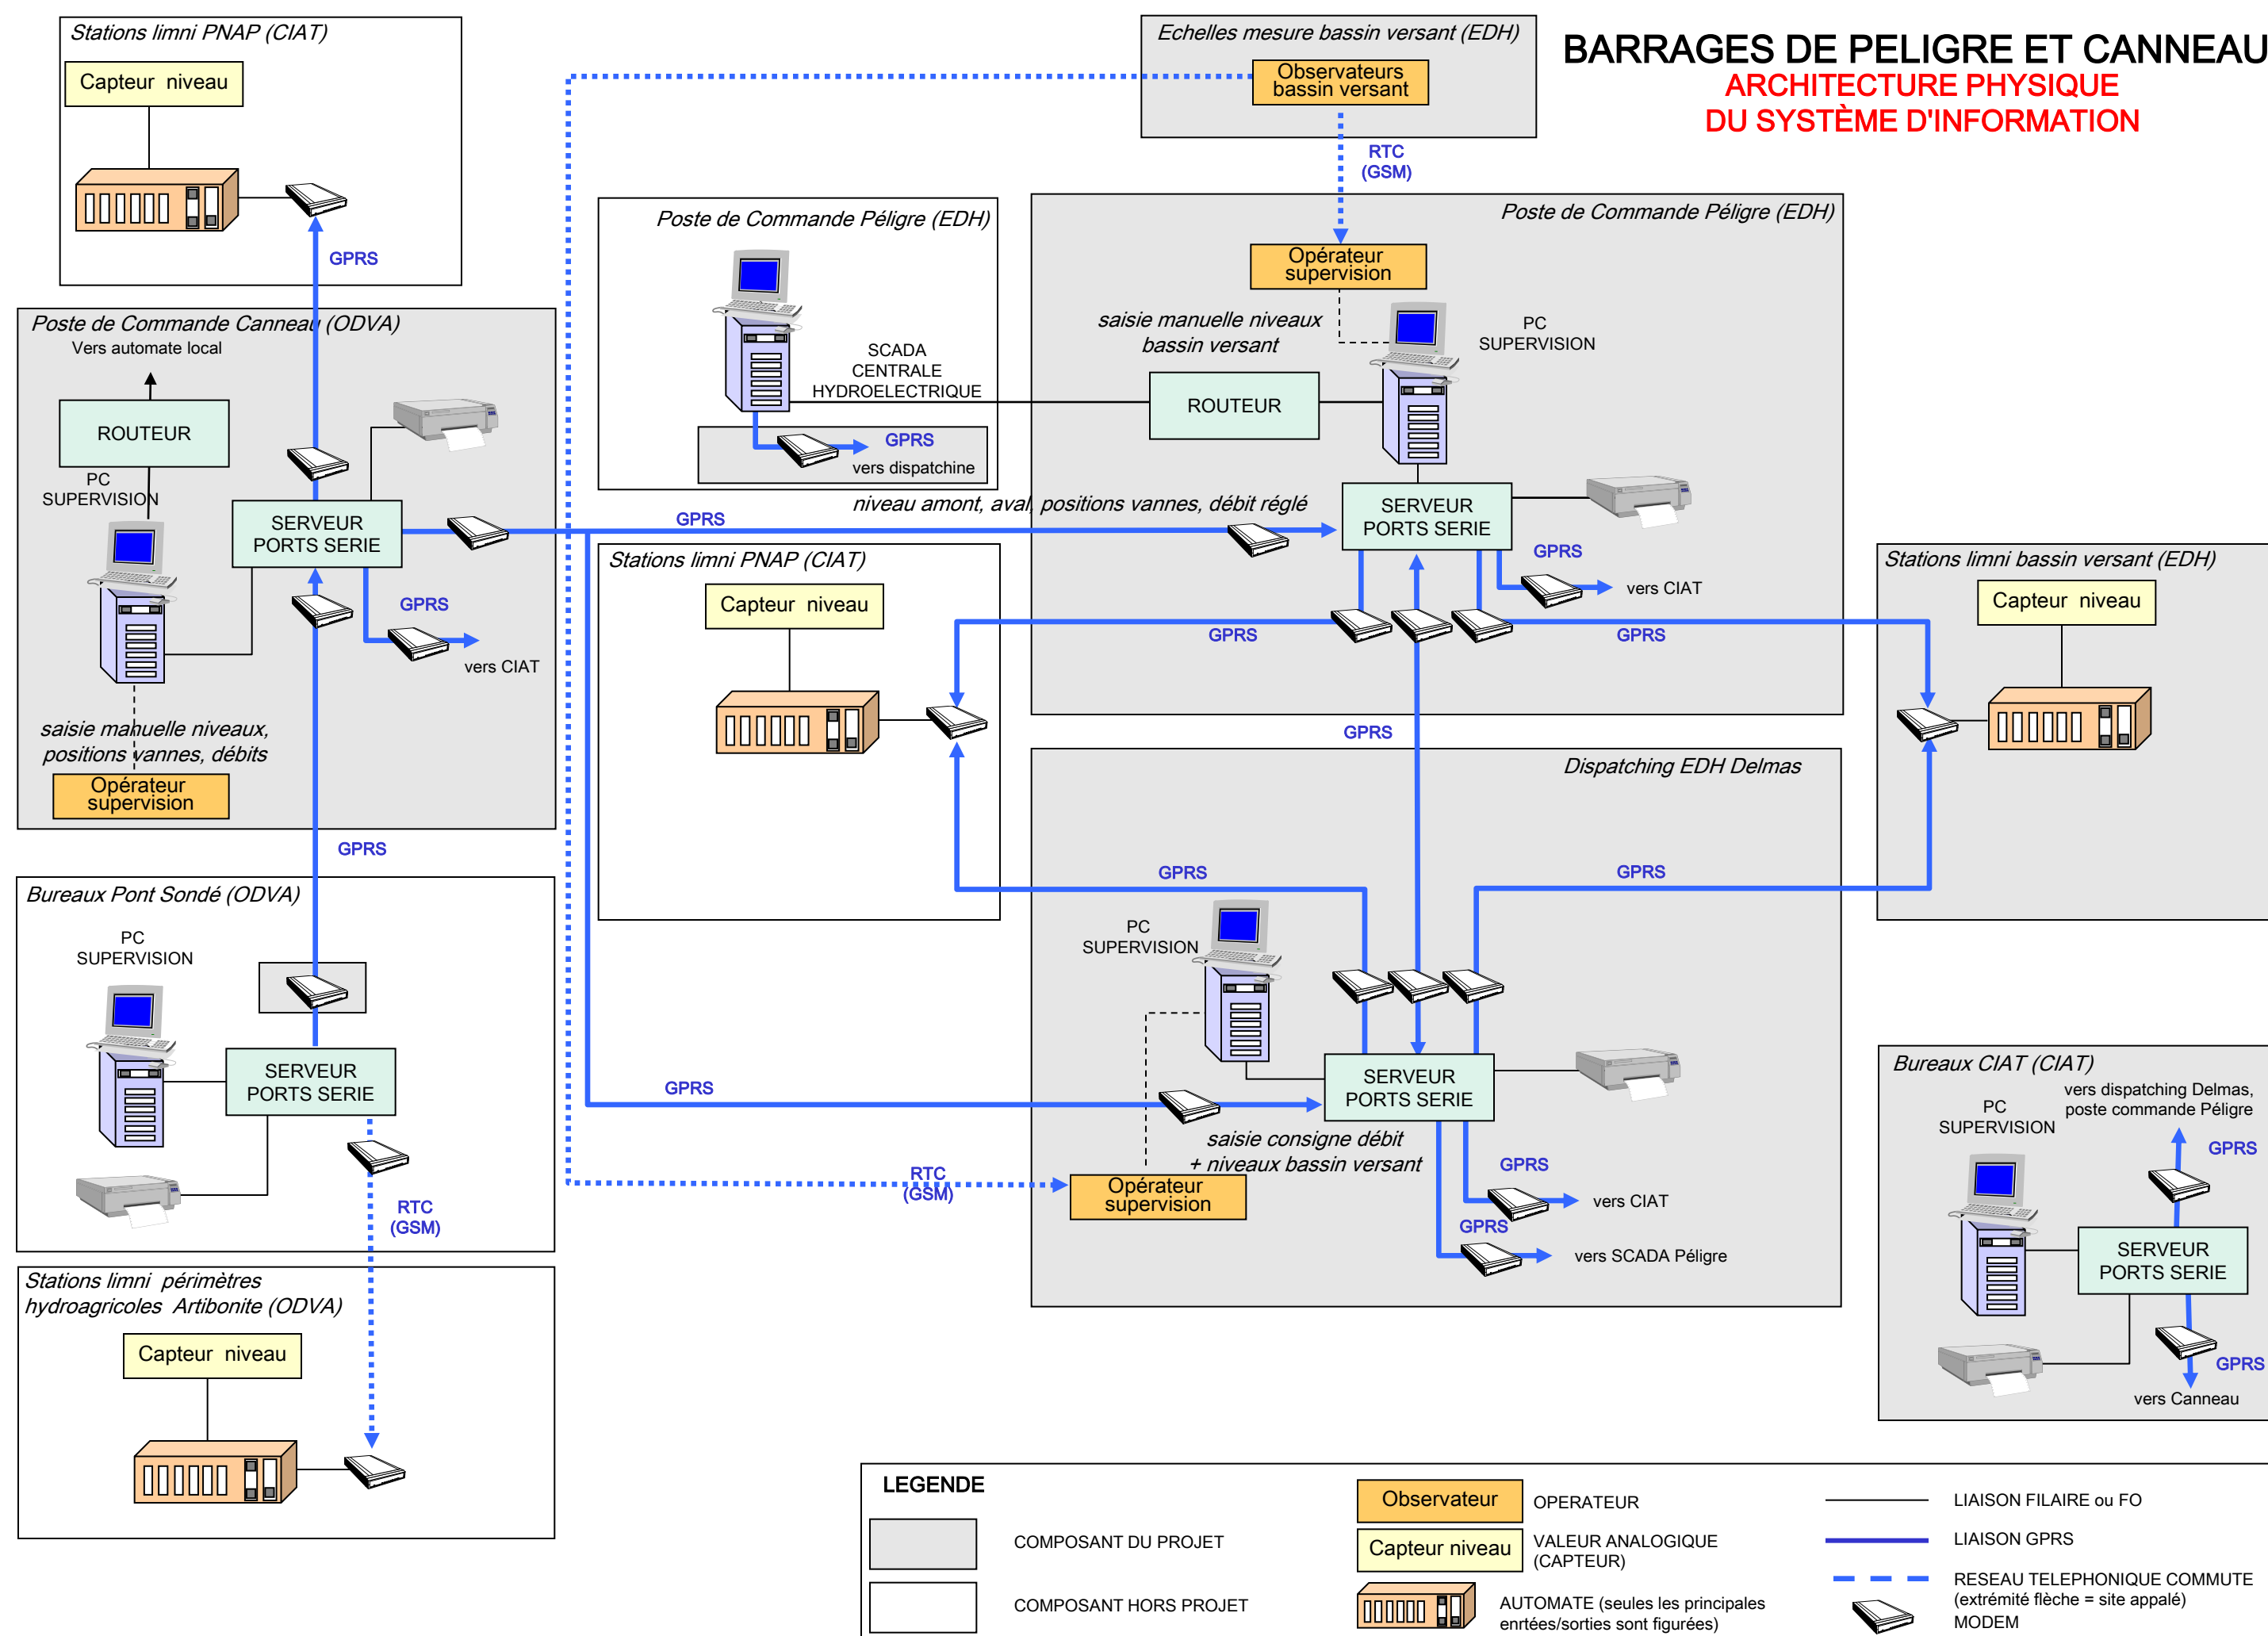 BARRAGES DE PELIGRE ET CANNEAU
ARCHITECTURE PHYSIQUE
DU SYSTÈME D'INFORMATION
Stations limni PNAP (CIAT)
Capteur niveau
GPRS
Echelles mesure bassin versant (EDH)
Observateurs
bassin versant
RTC
(GSM)
Poste de Commande Canneau (ODVA)
Vers automate local
ROUTEUR
PC
SUPERVISION
SERVEUR
PORTS SERIE
GPRS
vers CIAT
saisie manuelle niveaux,
positions vannes, débits
Opérateur
supervision
GPRS
Poste de Commande Péligre (EDH)
SCADA
CENTRALE
HYDROELECTRIQUE
GPRS
vers dispatchine
Poste de Commande Péligre (EDH)
Opérateur
supervision
saisie manuelle niveaux
bassin versant
PC
SUPERVISION
ROUTEUR
niveau amont, aval, positions vannes, débit réglé
GPRS
SERVEUR
PORTS SERIE
GPRS
vers CIAT
GPRS
GPRS
GPRS
Stations limni PNAP (CIAT)
Capteur niveau
Stations limni bassin versant (EDH)
Capteur niveau
Dispatching EDH Delmas
GPRS
GPRS
PC
SUPERVISION
SERVEUR
PORTS SERIE
GPRS
saisie consigne débit
+ niveaux bassin versant
RTC
(GSM)
Opérateur
supervision
GPRS
vers CIAT
GPRS
vers SCADA Péligre
Bureaux Pont Sondé (ODVA)
PC
SUPERVISION
SERVEUR
PORTS SERIE
RTC
(GSM)
Stations limni périmètres
hydroagricoles Artibonite (ODVA)
Capteur niveau
Bureaux CIAT (CIAT)
vers dispatching Delmas,
poste commande Péligre
PC
SUPERVISION
GPRS
SERVEUR
PORTS SERIE
GPRS
vers Canneau
LEGENDE
COMPOSANT DU PROJET
COMPOSANT HORS PROJET
Observateur
OPERATEUR
Capteur niveau
VALEUR ANALOGIQUE
(CAPTEUR)
AUTOMATE (seules les principales
enrtées/sorties sont figurées)
LIAISON FILAIRE ou FO
LIAISON GPRS
RESEAU TELEPHONIQUE COMMUTE
(extrémité flèche = site appalé)
MODEM